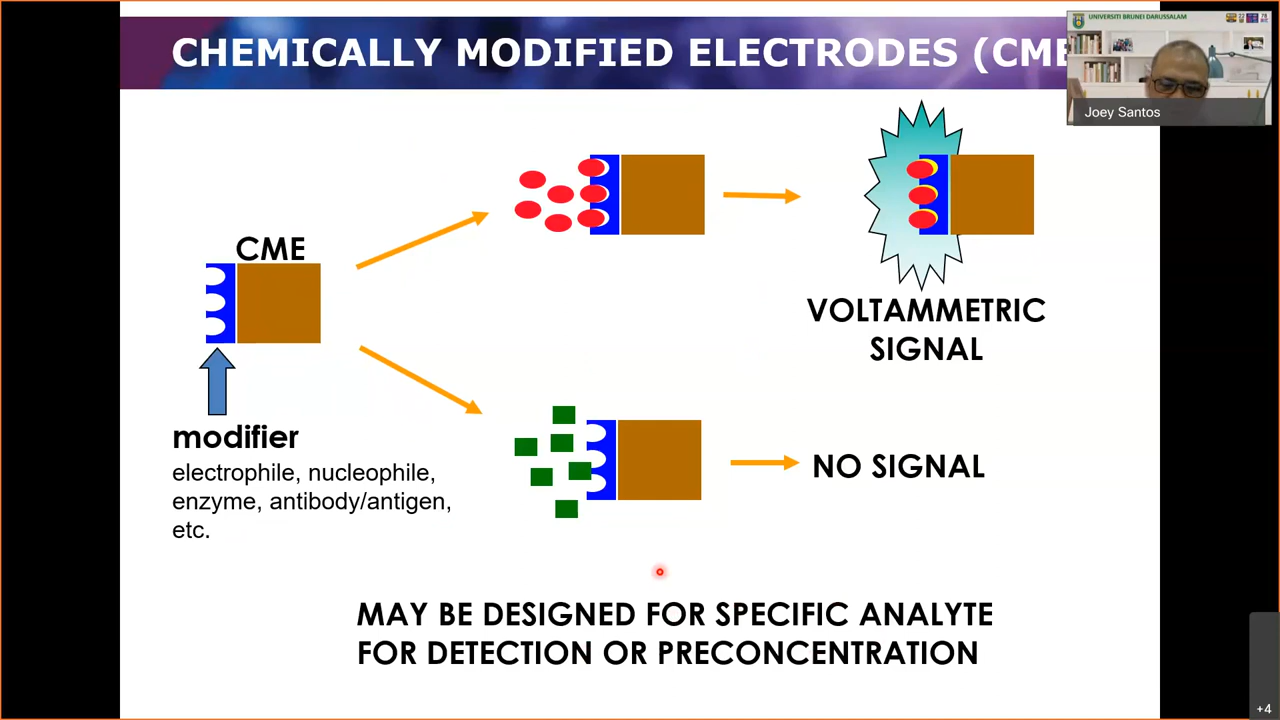 CHEMICALLY MODIFIED ELECTRODES (CME
UNIVERSITI BRUNEI DARUSSALAM
Joey Santos
CME
VOLTAMMETRIC
SIGNAL
modifier
electrophile, nucleophile,
enzyme, antibody/antigen,
etc.
NO SIGNAL
MAY BE DESIGNED FOR SPECIFIC ANALYTE
FOR DETECTION OR PRECONCENTRATION
+4